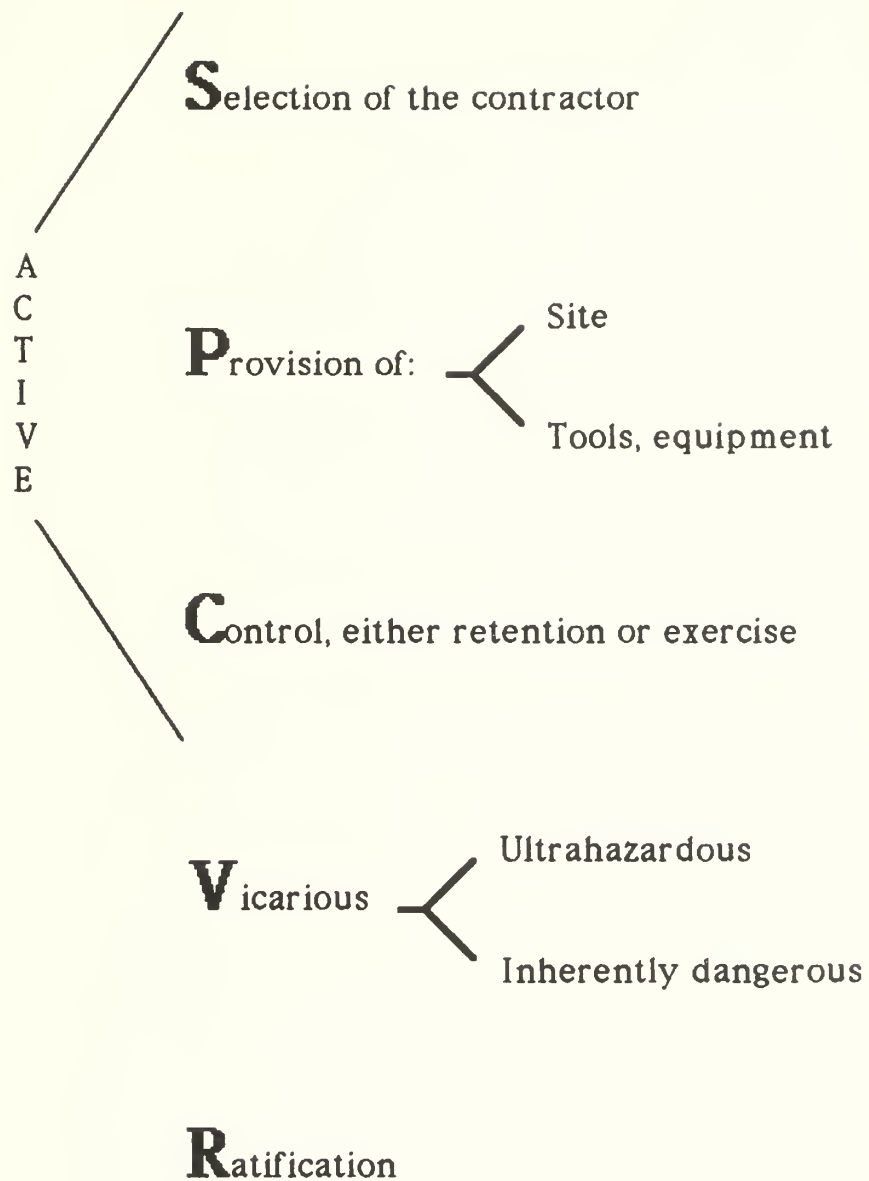 Selection of the contractor
A
C
T
I
V
E
Provision of:
Site
Tools, equipment
Control, either retention or exercise
Vicarious
Ultrahazardous
Inherently dangerous
Ratification